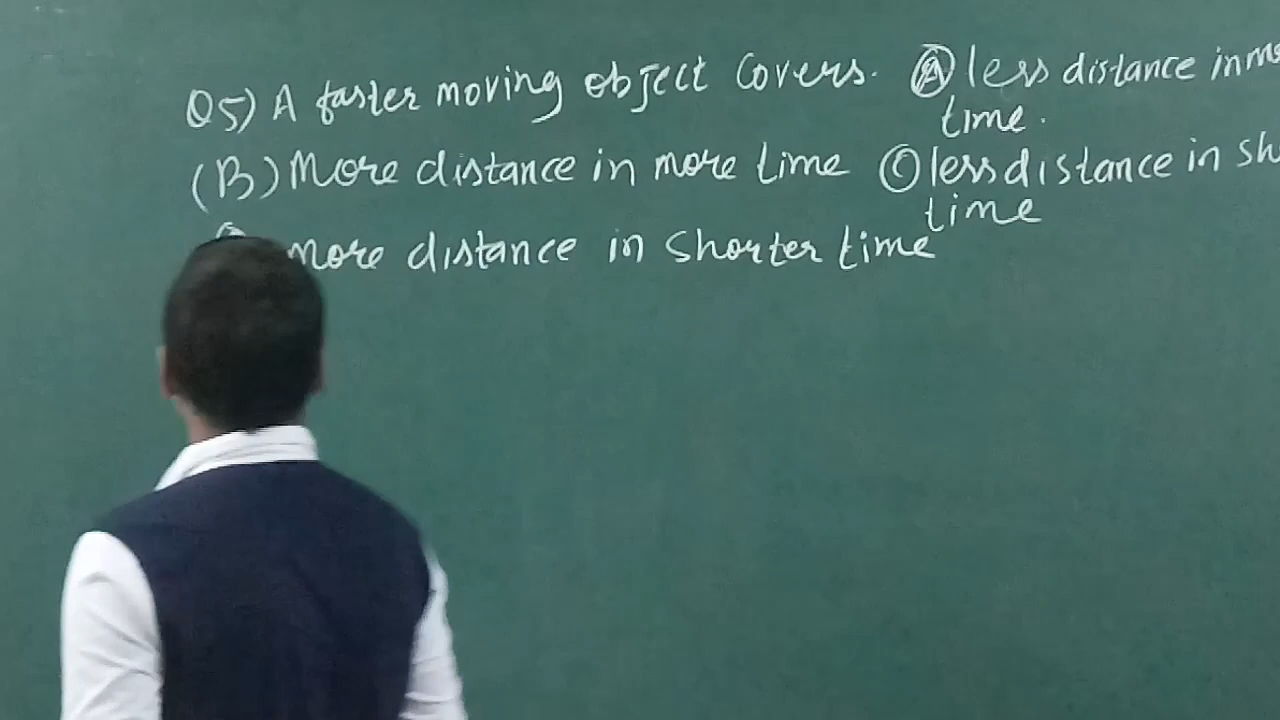 Q5) A faster moving object covers. (A) less distance in
time.
(B) More distance in more time (C) less distance in
time
more distance in shorter time